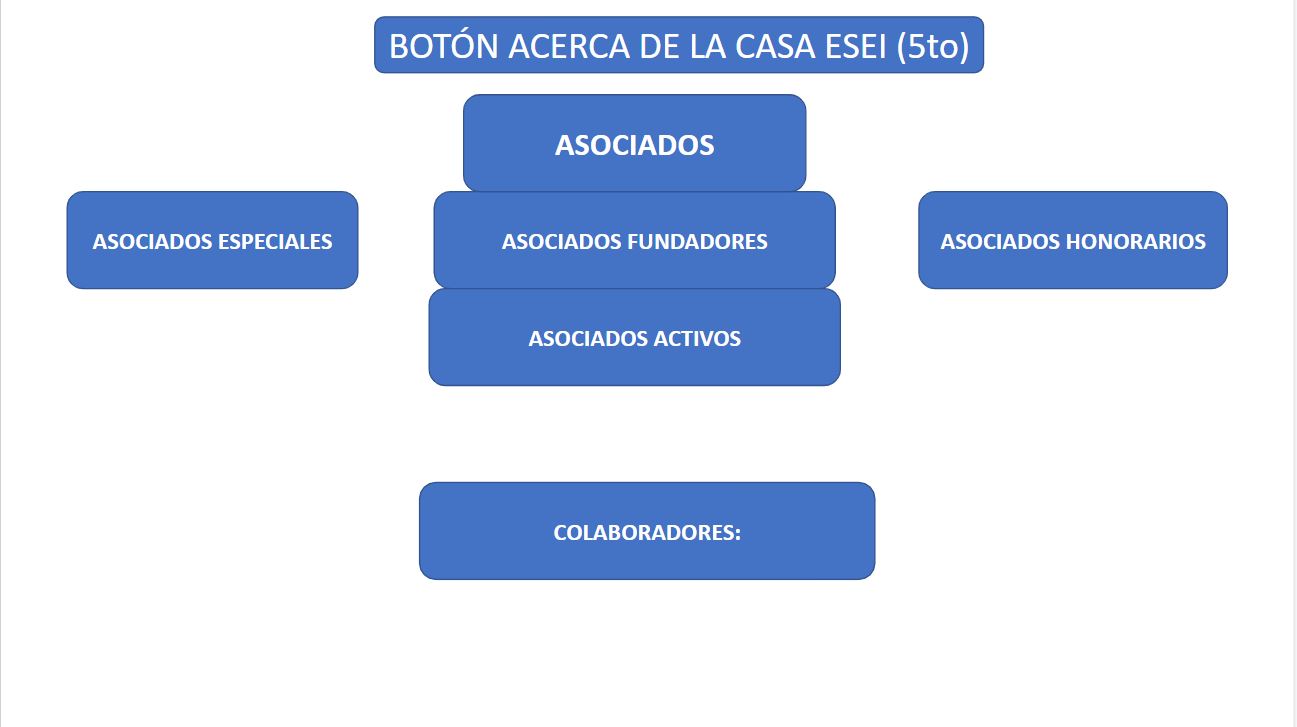 BOTÓN ACERCA DE LA CASA ESEI (5to)
ASOCIADOS
ASOCIADOS ESPECIALES
ASOCIADOS FUNDADORES
ASOCIADOS HONORARIOS
ASOCIADOS ACTIVOS
COLABORADORES: